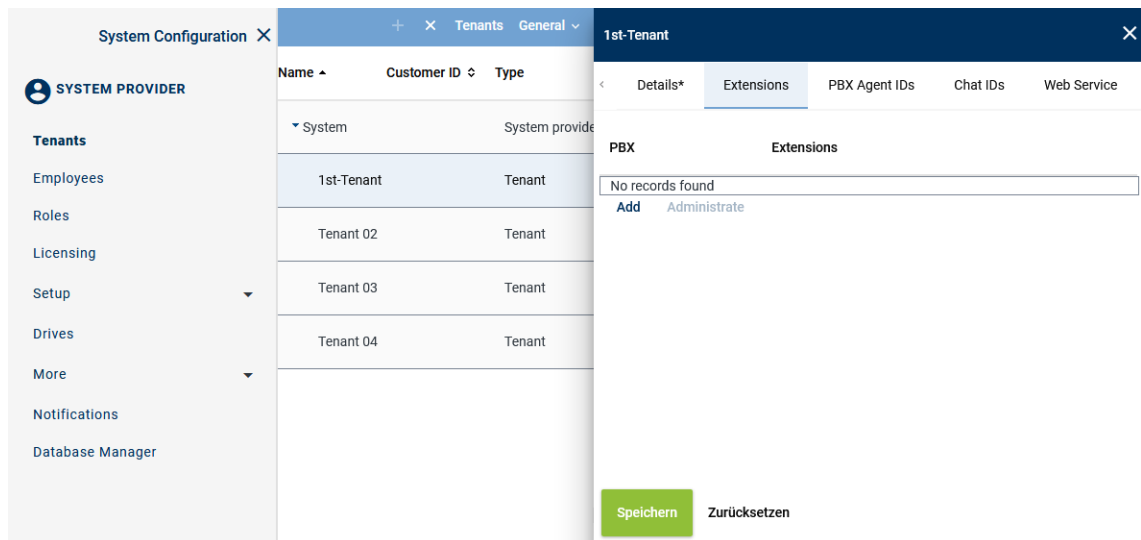 System Configuration
SYSTEM PROVIDER
Tenants
Employees
Roles
Licensing
Setup
Drives
More
Notifications
Database Manager
Tenants General
Name Customer ID Type
System System provide
1st-Tenant Tenant
Tenant 02 Tenant
Tenant 03 Tenant
Tenant 04 Tenant
1st-Tenant
Details* Extensions PBX Agent IDs Chat IDs Web Service
PBX Extensions
No records found
Add Administrate
Speichern Zurücksetzen